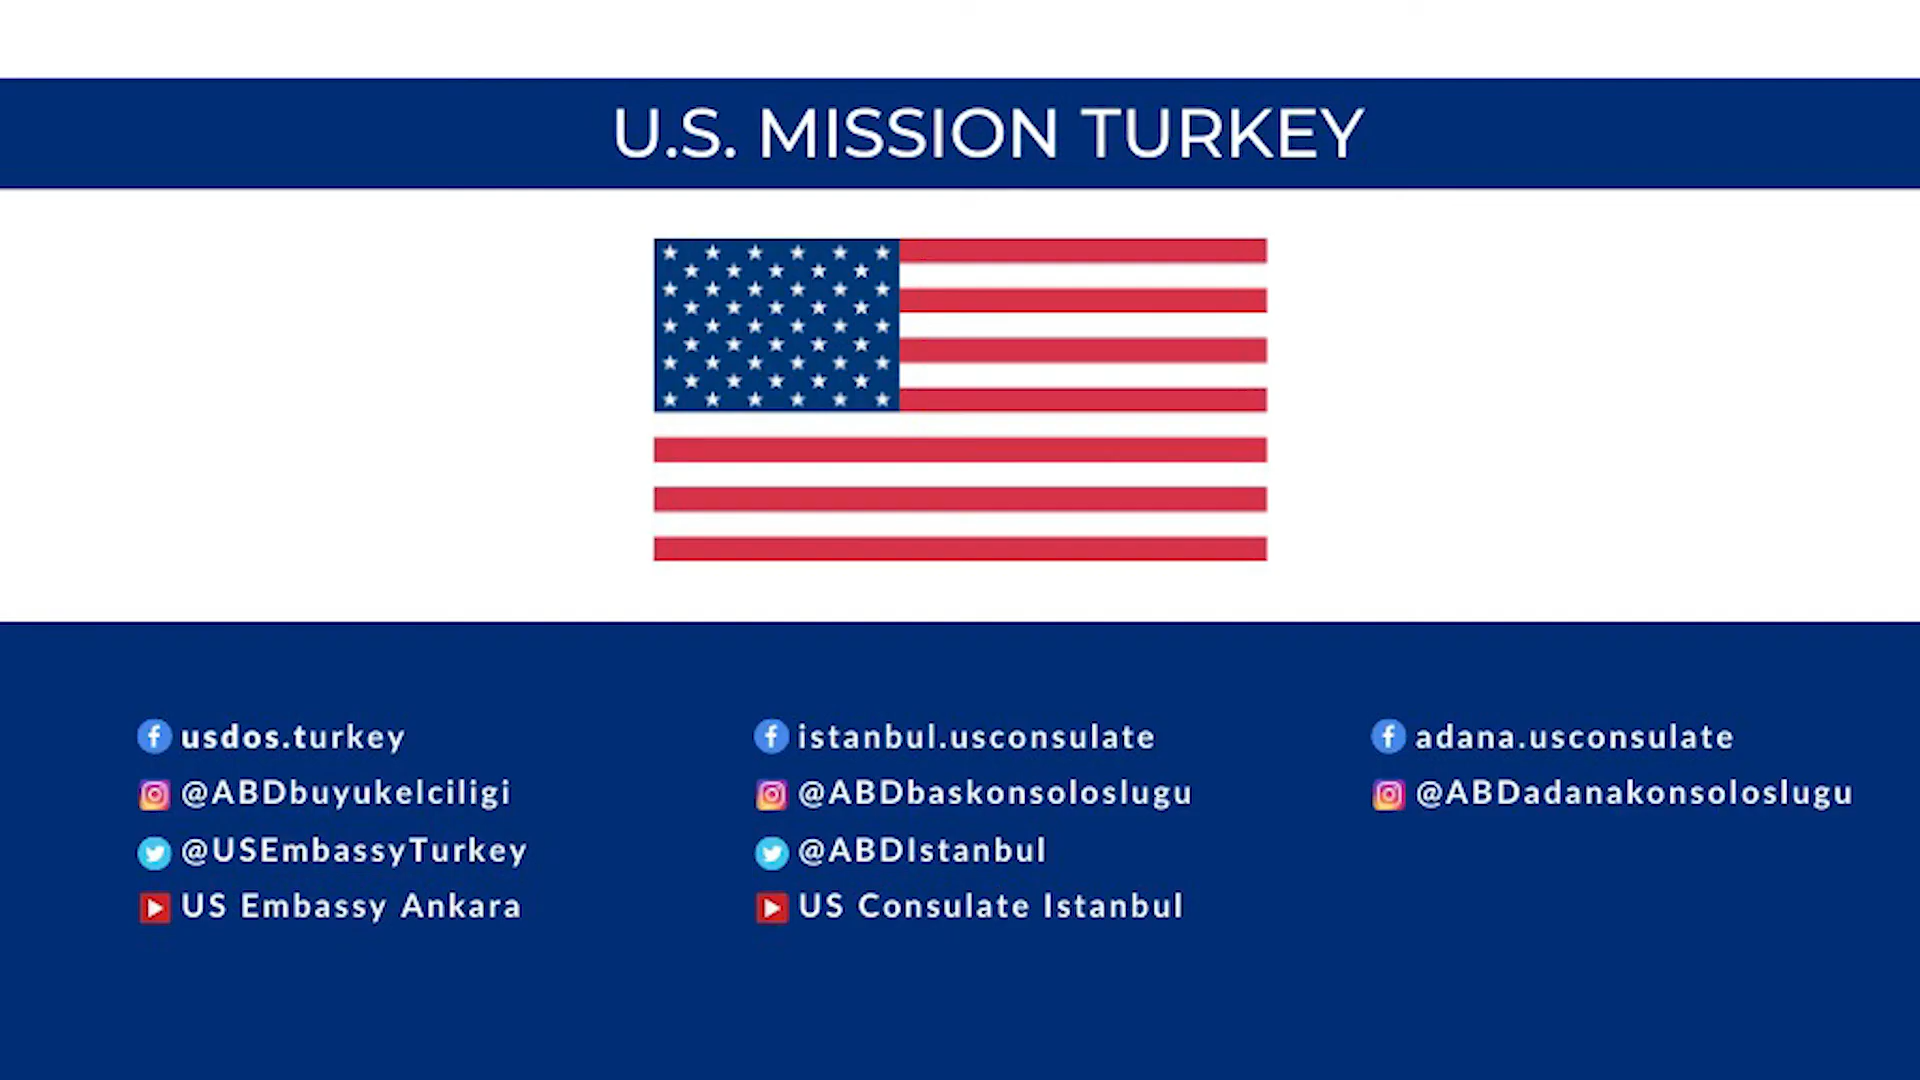 U.S. MISSION TURKEY
usdos.turkey
@ABDbuyukelciligi
@USEmbassyTurkey
US Embassy Ankara
istanbul.usconsulate
@ABDbaskonsoloslugu
@ABDIstanbul
US Consulate Istanbul
adana.usconsulate
@ABDadanakonsoloslugu